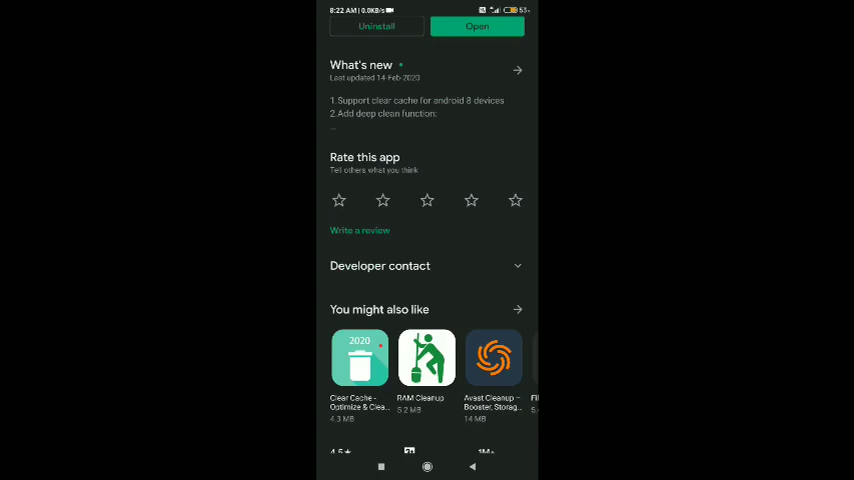 8:22 AM | 0.0KB/s
53
Uninstall
Open
What's new
Last updated 14-Feb-2020
1.Support clear cache for android 8 devices
2.Add deep clean function:
...
Rate this app
Tell others what you think
Write a review
Developer contact
You might also like
2020
Clear Cache -
Optimize & Clea...
4.3 MB
RAM Cleanup
5.2 MB
Avast Cleanup –
Booster, Storag...
14 MB